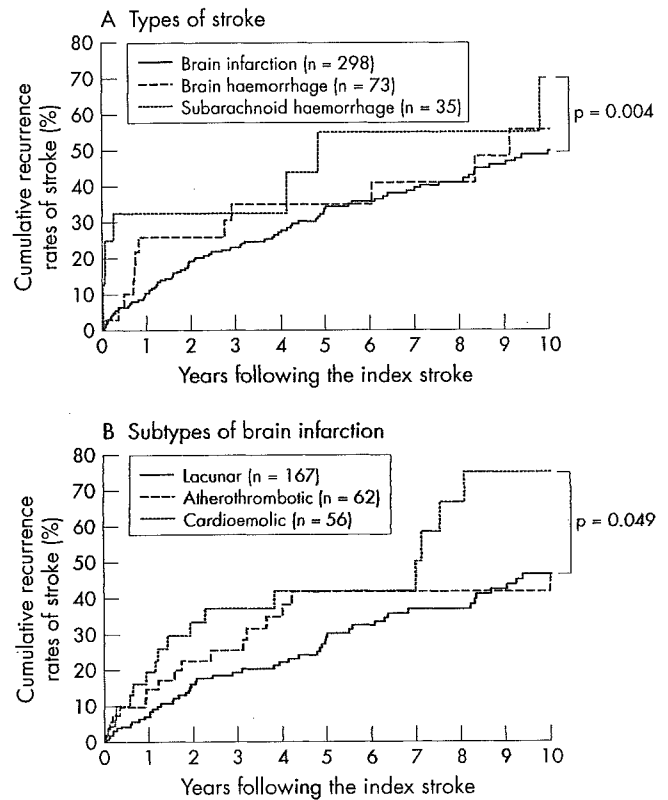 A Types of stroke
80
70
60
50
40
30
20
10
0
Cumulative recurrence
rates of stroke (%)
Brain infarction (n = 298)
Brain haemorrhage (n = 73)
Subarachnoid haemorrhage (n = 35)
p = 0.004
0 1 2 3 4 5 6 7 8 9 10
Years following the index stroke
B Subtypes of brain infarction
80
70
60
50
40
30
20
10
0
Cumulative recurrence
rates of stroke (%)
Lacunar (n = 167)
Atherothrombotic (n = 62)
Cardioemolic (n = 56)
p = 0.049
0 1 2 3 4 5 6 7 8 9 10
Years following the index stroke